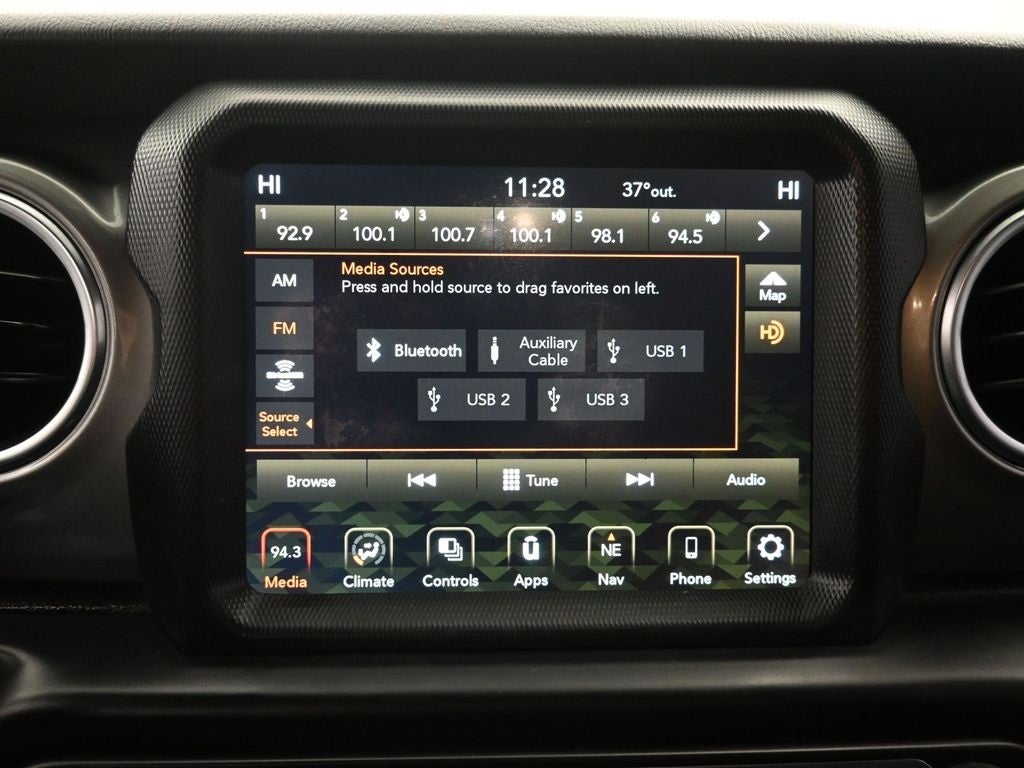 HI 11:28 37°out. HI
1 92.9 2 100.1 3 100.7 4 100.1 5 98.1 6 94.5
AM
FM
Source
Select
Media Sources
Press and hold source to drag favorites on left.
Bluetooth
Auxiliary
Cable
USB 1
USB 2
USB 3
Map
HD
Browse Tune Audio
94.3 NE
Media Climate Controls Apps Nav Phone Settings